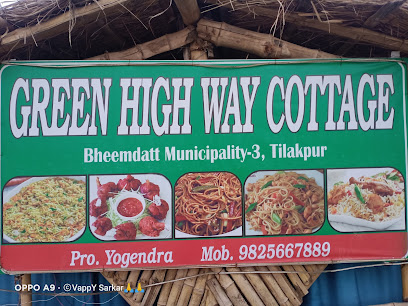 GREEN HIGH WAY COTTAGE
Bheemdatt Municipality-3, Tilakpur
Pro. Yogendra Mob. 9825667889
OPPO A9 · ©VappY Sarkar🙏🙏